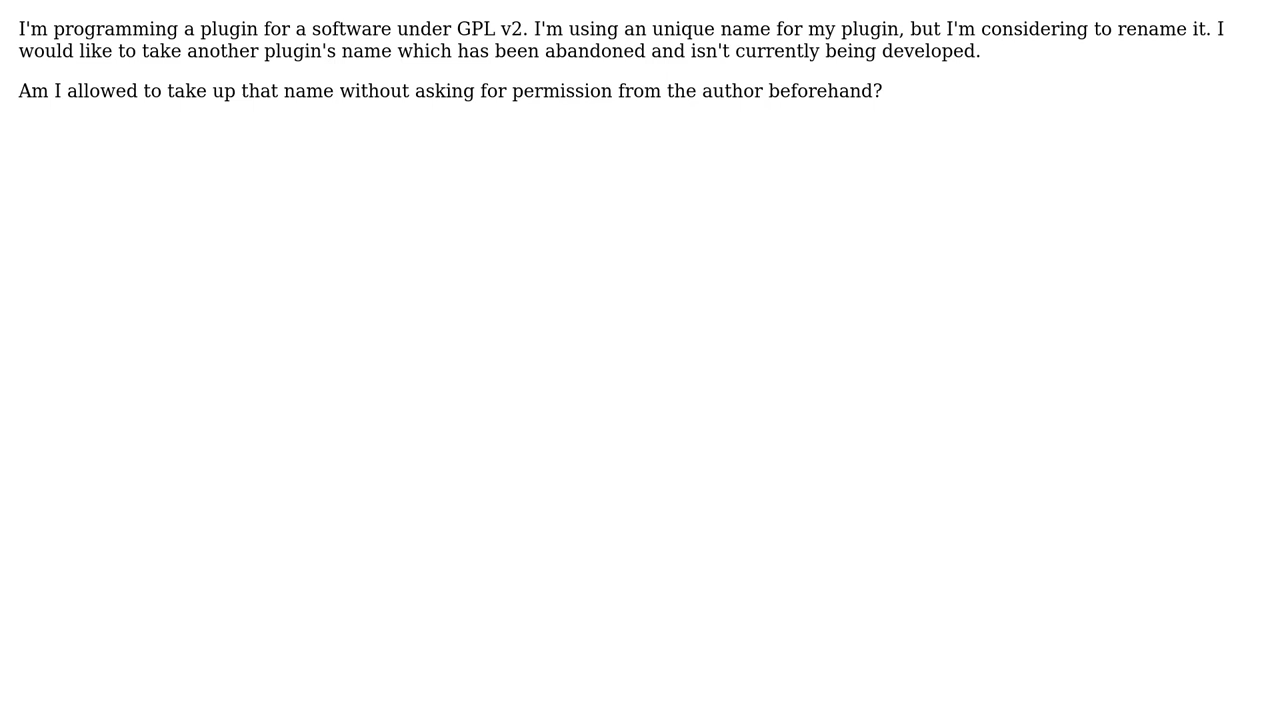 I'm programming a plugin for a software under GPL v2. I'm using an unique name for my plugin, but I'm considering to rename it. I
would like to take another plugin's name which has been abandoned and isn't currently being developed.
Am I allowed to take up that name without asking for permission from the author beforehand?